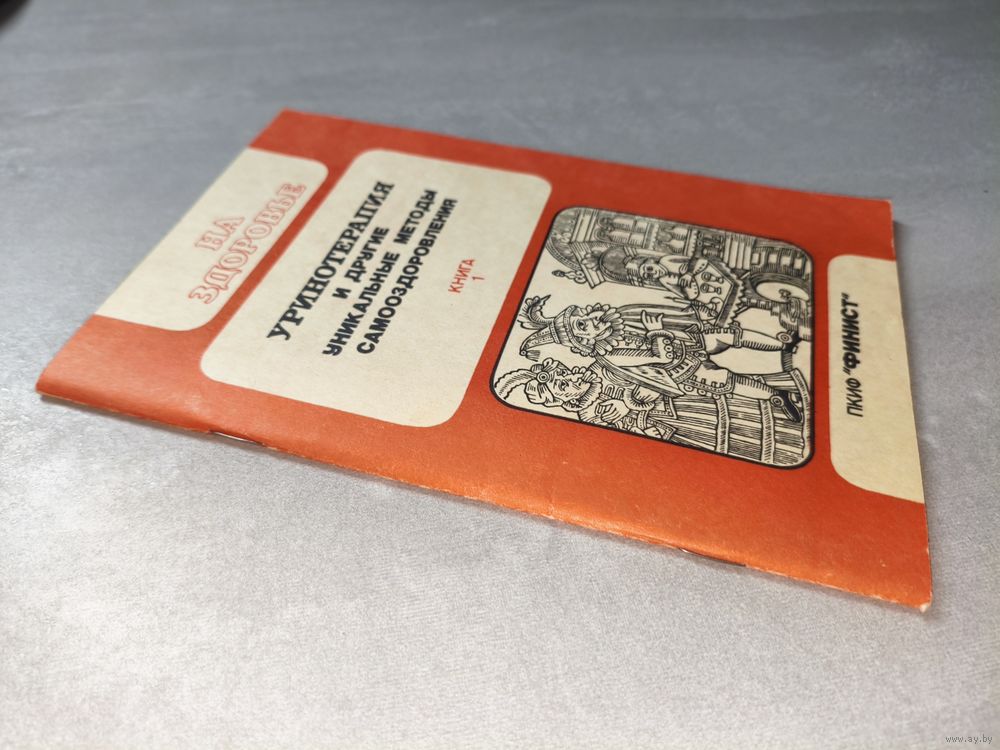 НА
ЗДОРОВЬЕ
УРИНОТЕРАПИЯ
И ДРУГИЕ
УНИКАЛЬНЫЕ МЕТОДЫ
САМООЗДОРОВЛЕНИЯ
КНИГА
1
ПКИФ "ФИНИСТ"
www.ay.by